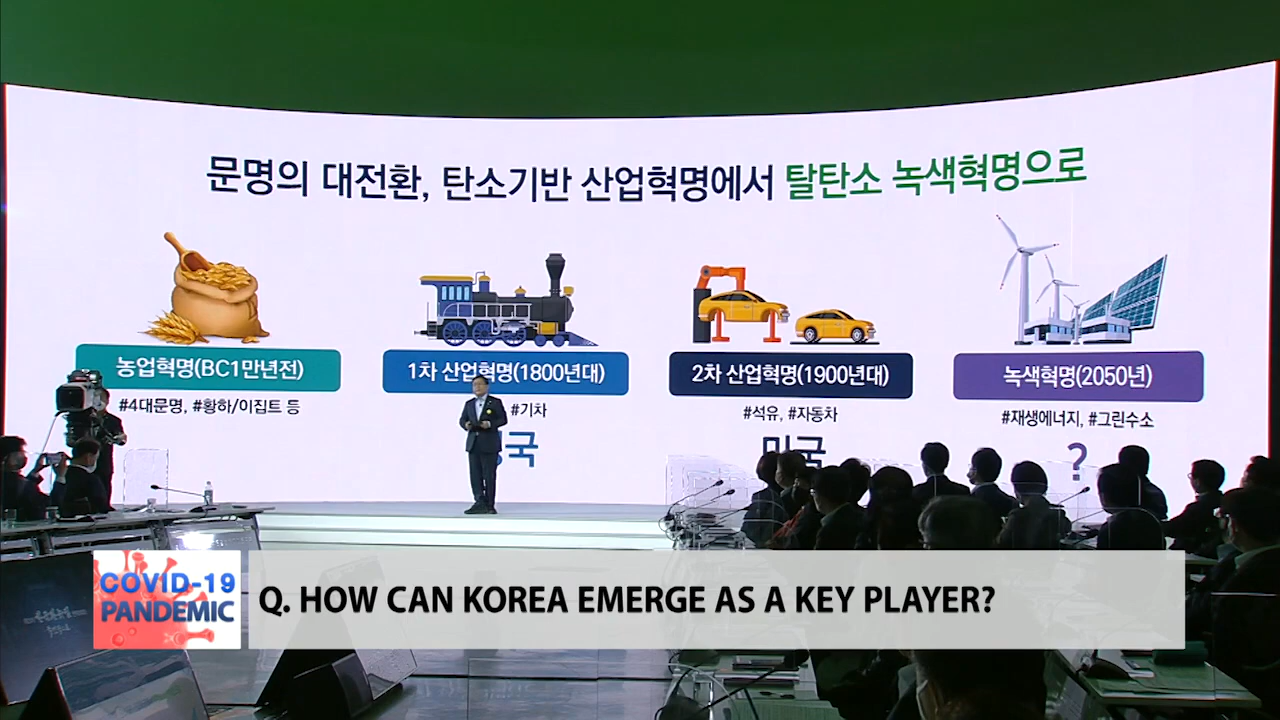 문명의 대전환, 탄소기반 산업혁명에서 탈탄소 녹색혁명으로
농업혁명(BC1만년전)
1차 산업혁명(1800년대)
2차 산업혁명(1900년대)
녹색혁명(2050년)
#4대문명, #황하/이집트 등
#기차
#석유, #자동차
#재생에너지, #그린수소
국
미국
?
COVID-19
PANDEMIC
Q. HOW CAN KOREA EMERGE AS A KEY PLAYER?